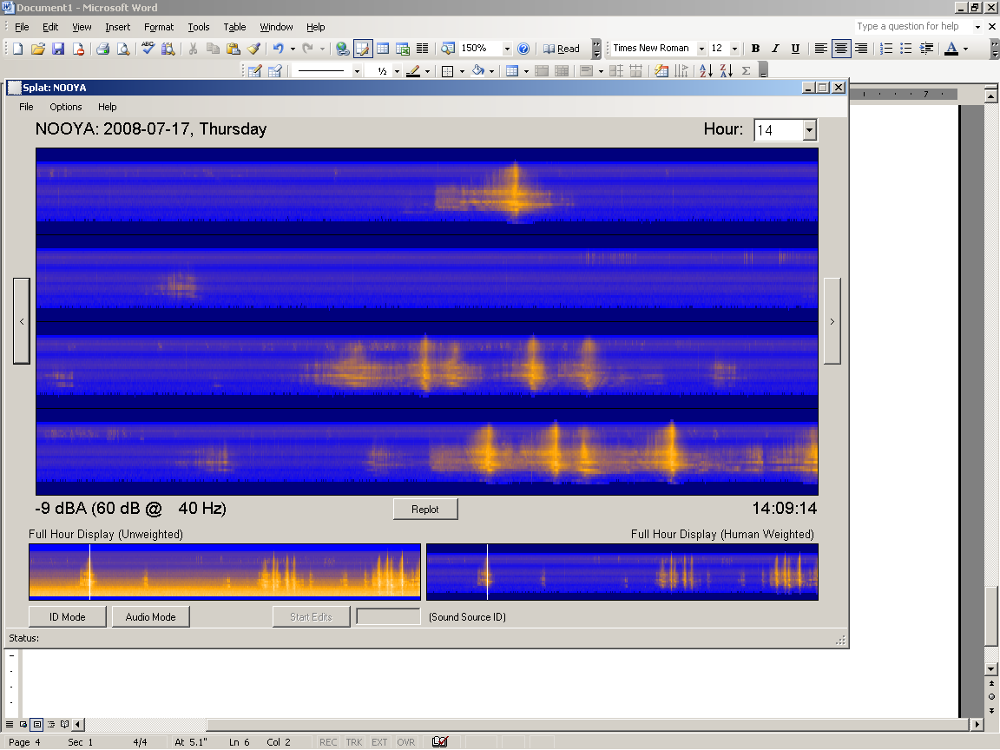 Document1 - Microsoft Word
File Edit View Insert Format Tools Table Window Help
Type a question for help
150% Read Times New Roman 12 B I U A
½
Splat: NOOYA
7
File Options Help
NOOYA: 2008-07-17, Thursday Hour: 14
< >
-9 dBA (60 dB @ 40 Hz) Replot 14:09:14
Full Hour Display (Unweighted) Full Hour Display (Human Weighted)
ID Mode Audio Mode Start Edits (Sound Source ID)
Status:
Page 4 Sec 1 4/4 At 5.1" Ln 6 Col 2 REC TRK EXT OVR